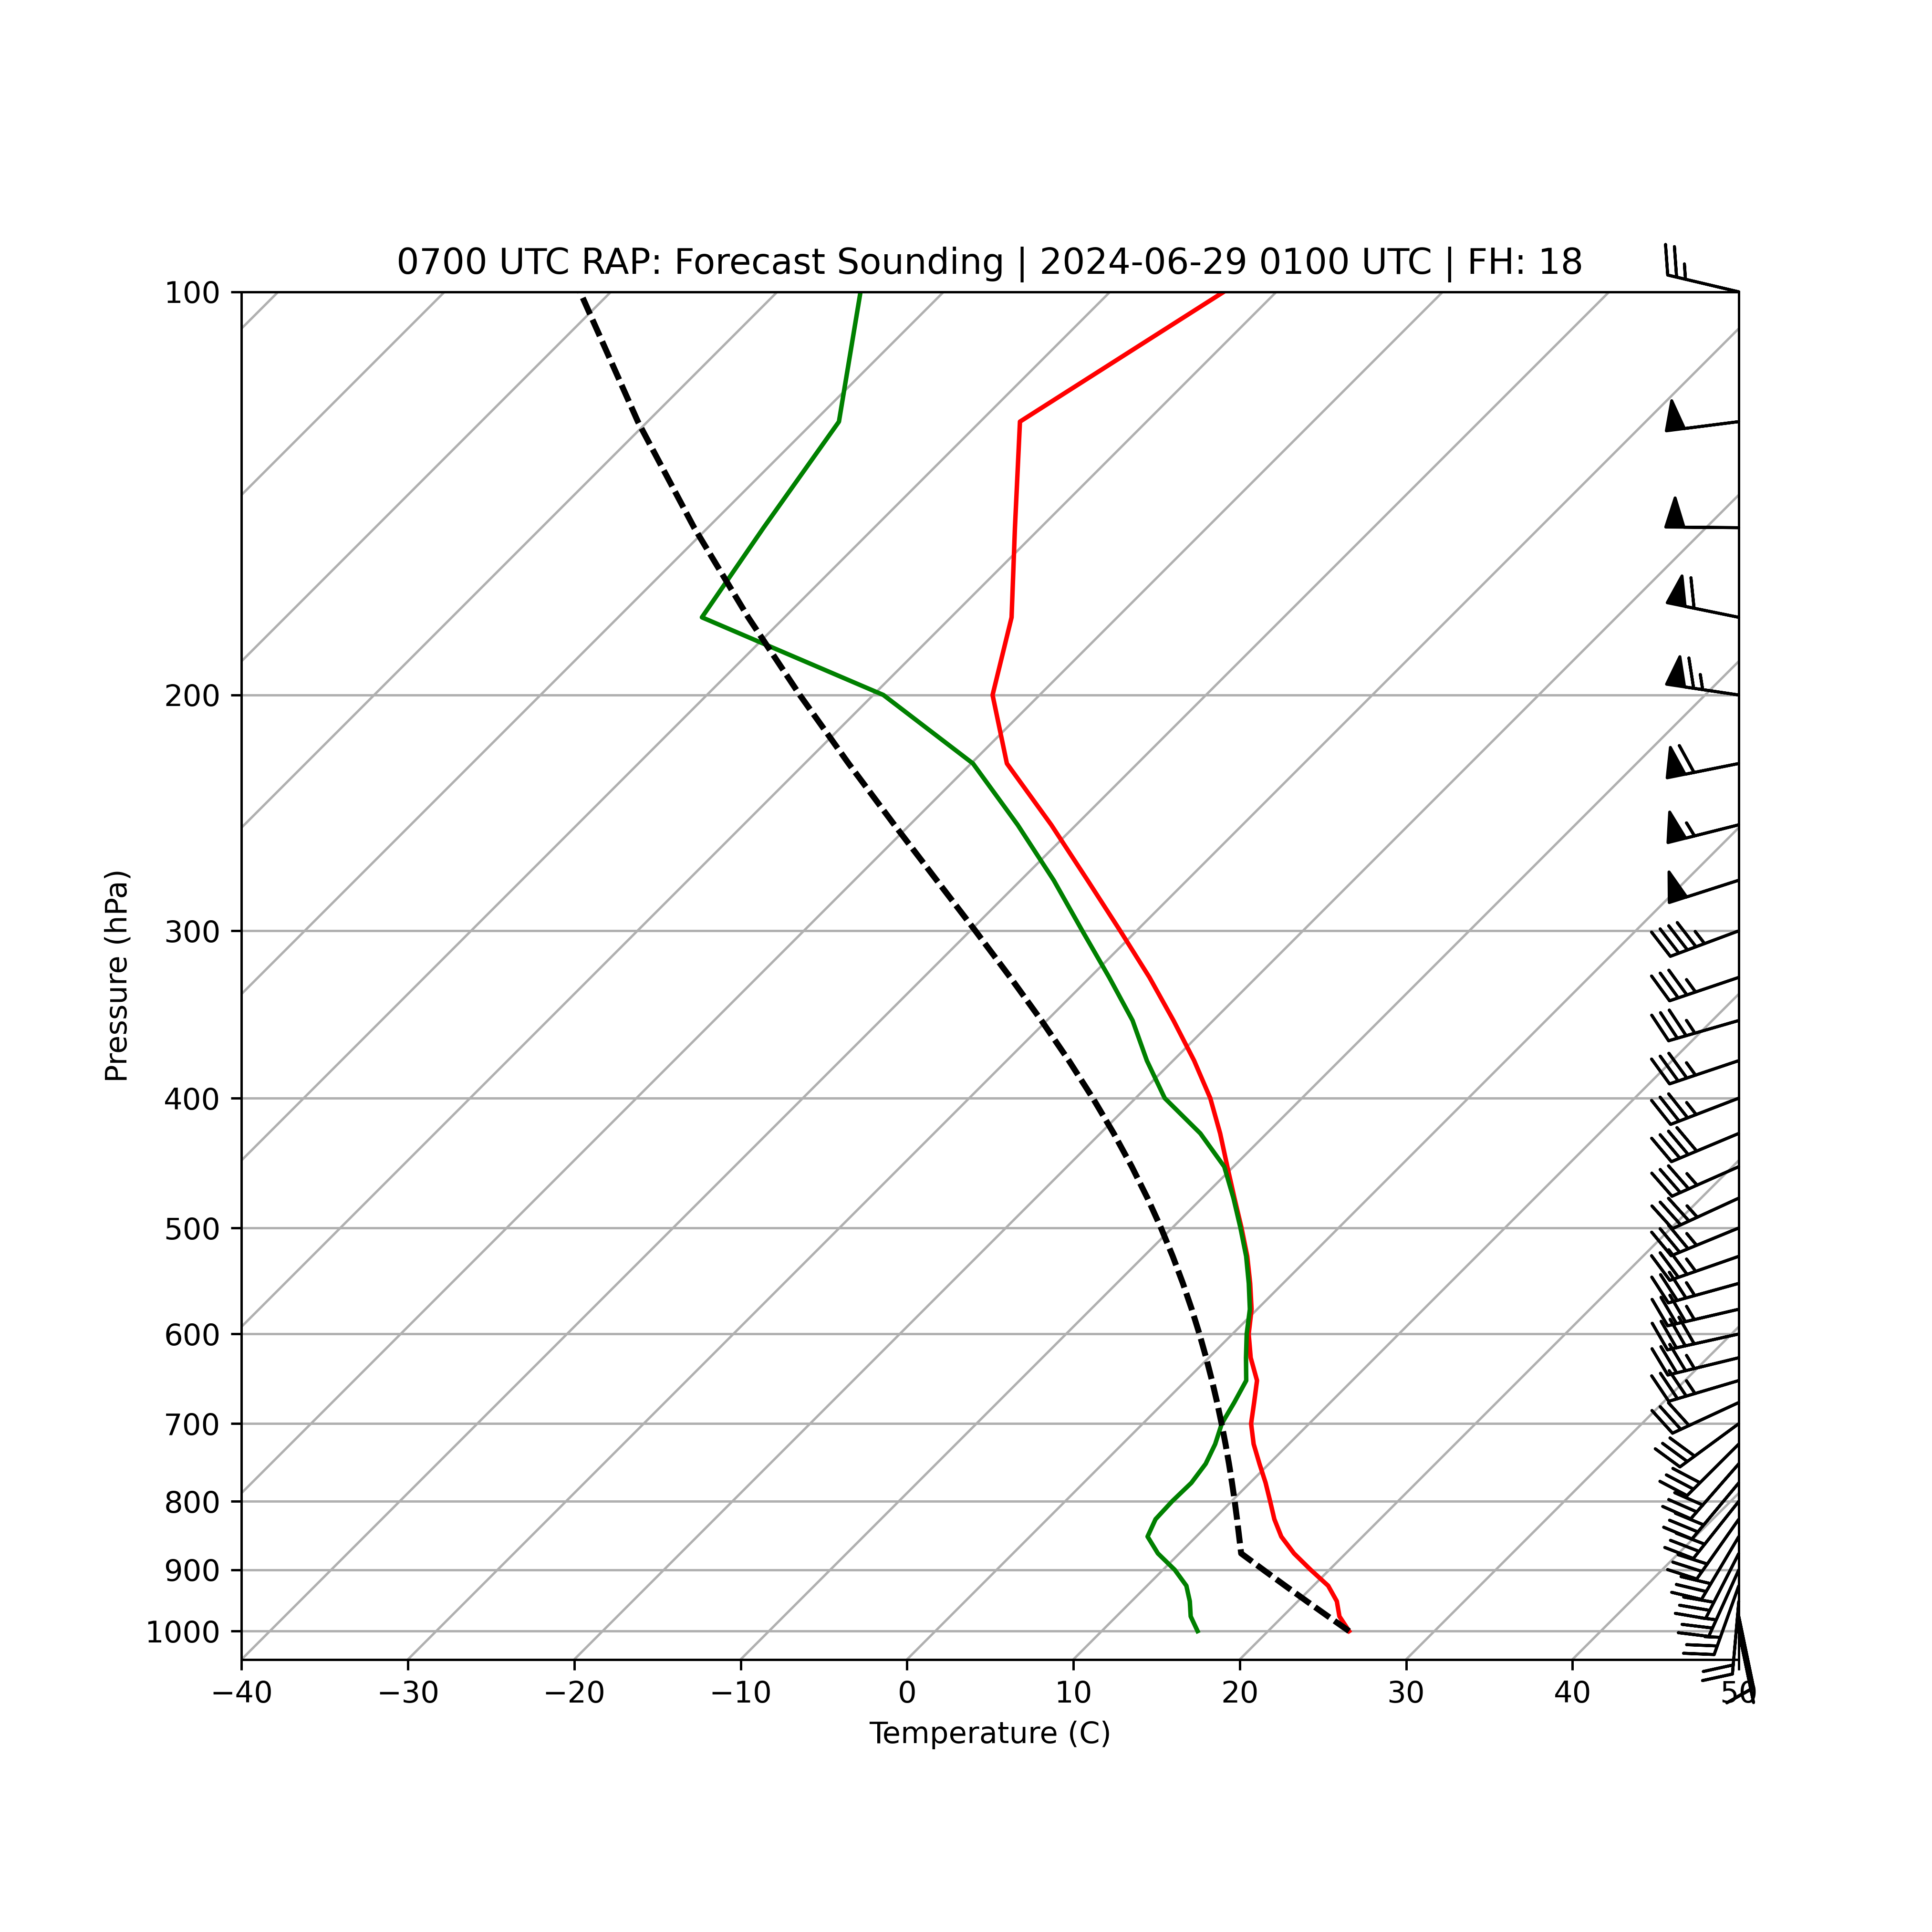 0700 UTC RAP: Forecast Sounding | 2024-06-29 0100 UTC | FH: 18
100
200
300
400
500
600
700
800
900
1000
Pressure (hPa)
−40 −30 −20 −10 0 10 20 30 40 50
Temperature (C)